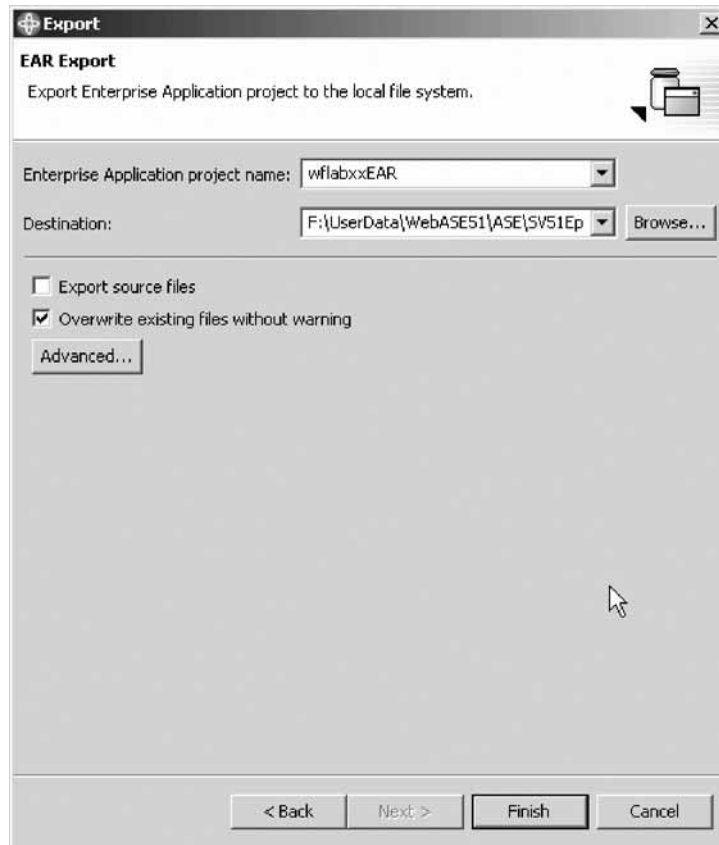 Export
EAR Export
Export Enterprise Application project to the local file system.
Enterprise Application project name: wflabxxEAR
Destination: F:\UserData\WebASE51\ASE\SV51Ep Browse...
Export source files
Overwrite existing files without warning
Advanced...
< Back Next > Finish Cancel